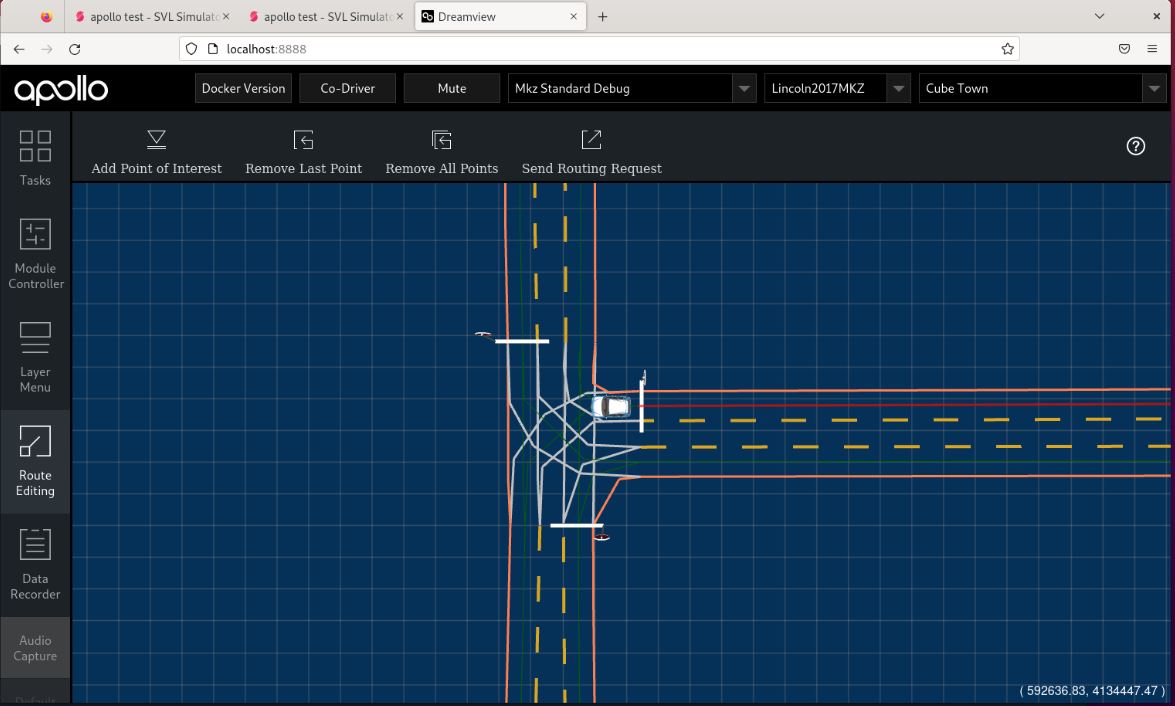 apollo test - SVL Simulato
apollo test - SVL Simulato
Dreamview
localhost:8888
apollo
Docker Version
Co-Driver
Mute
Mkz Standard Debug
Lincoln2017MKZ
Cube Town
Add Point of Interest
Remove Last Point
Remove All Points
Send Routing Request
Tasks
Module
Controller
Layer
Menu
Route
Editing
Data
Recorder
Audio
Capture
Default
( 592636.83, 4134447.47 )